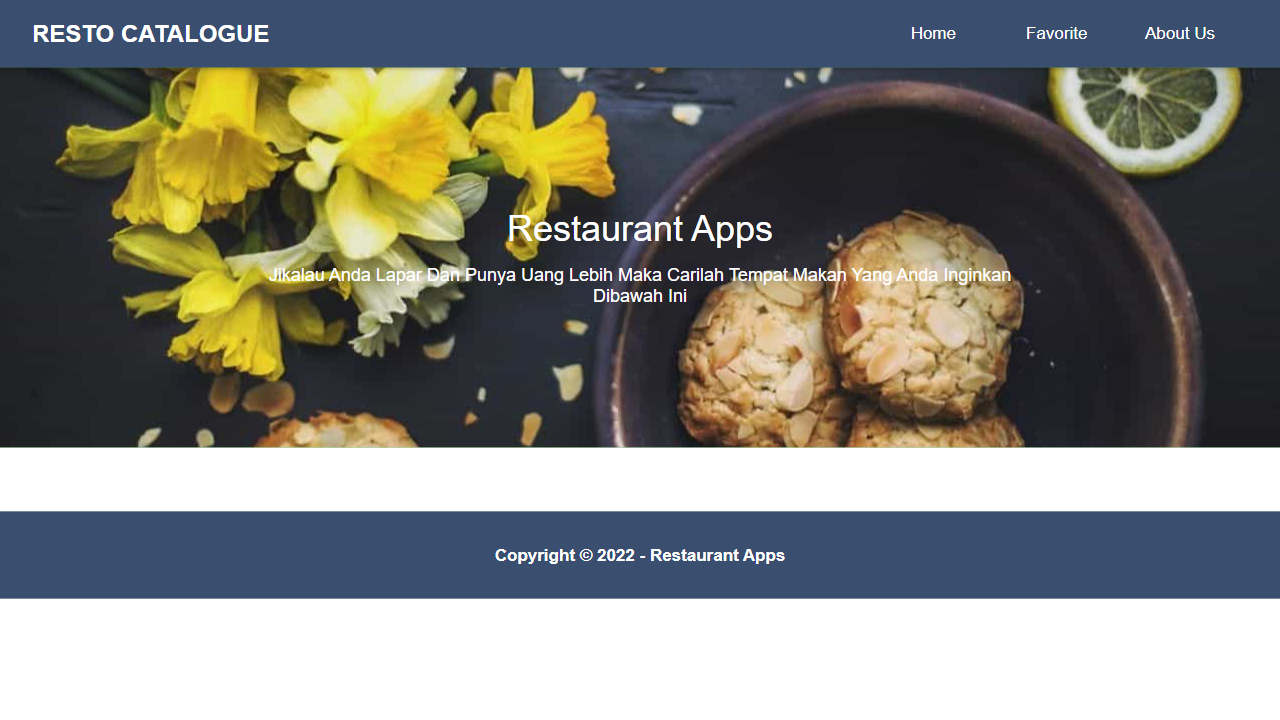 RESTO CATALOGUE
Home Favorite About Us
Restaurant Apps
Jikalau Anda Lapar Dan Punya Uang Lebih Maka Carilah Tempat Makan Yang Anda Inginkan
Dibawah Ini
Copyright © 2022 - Restaurant Apps